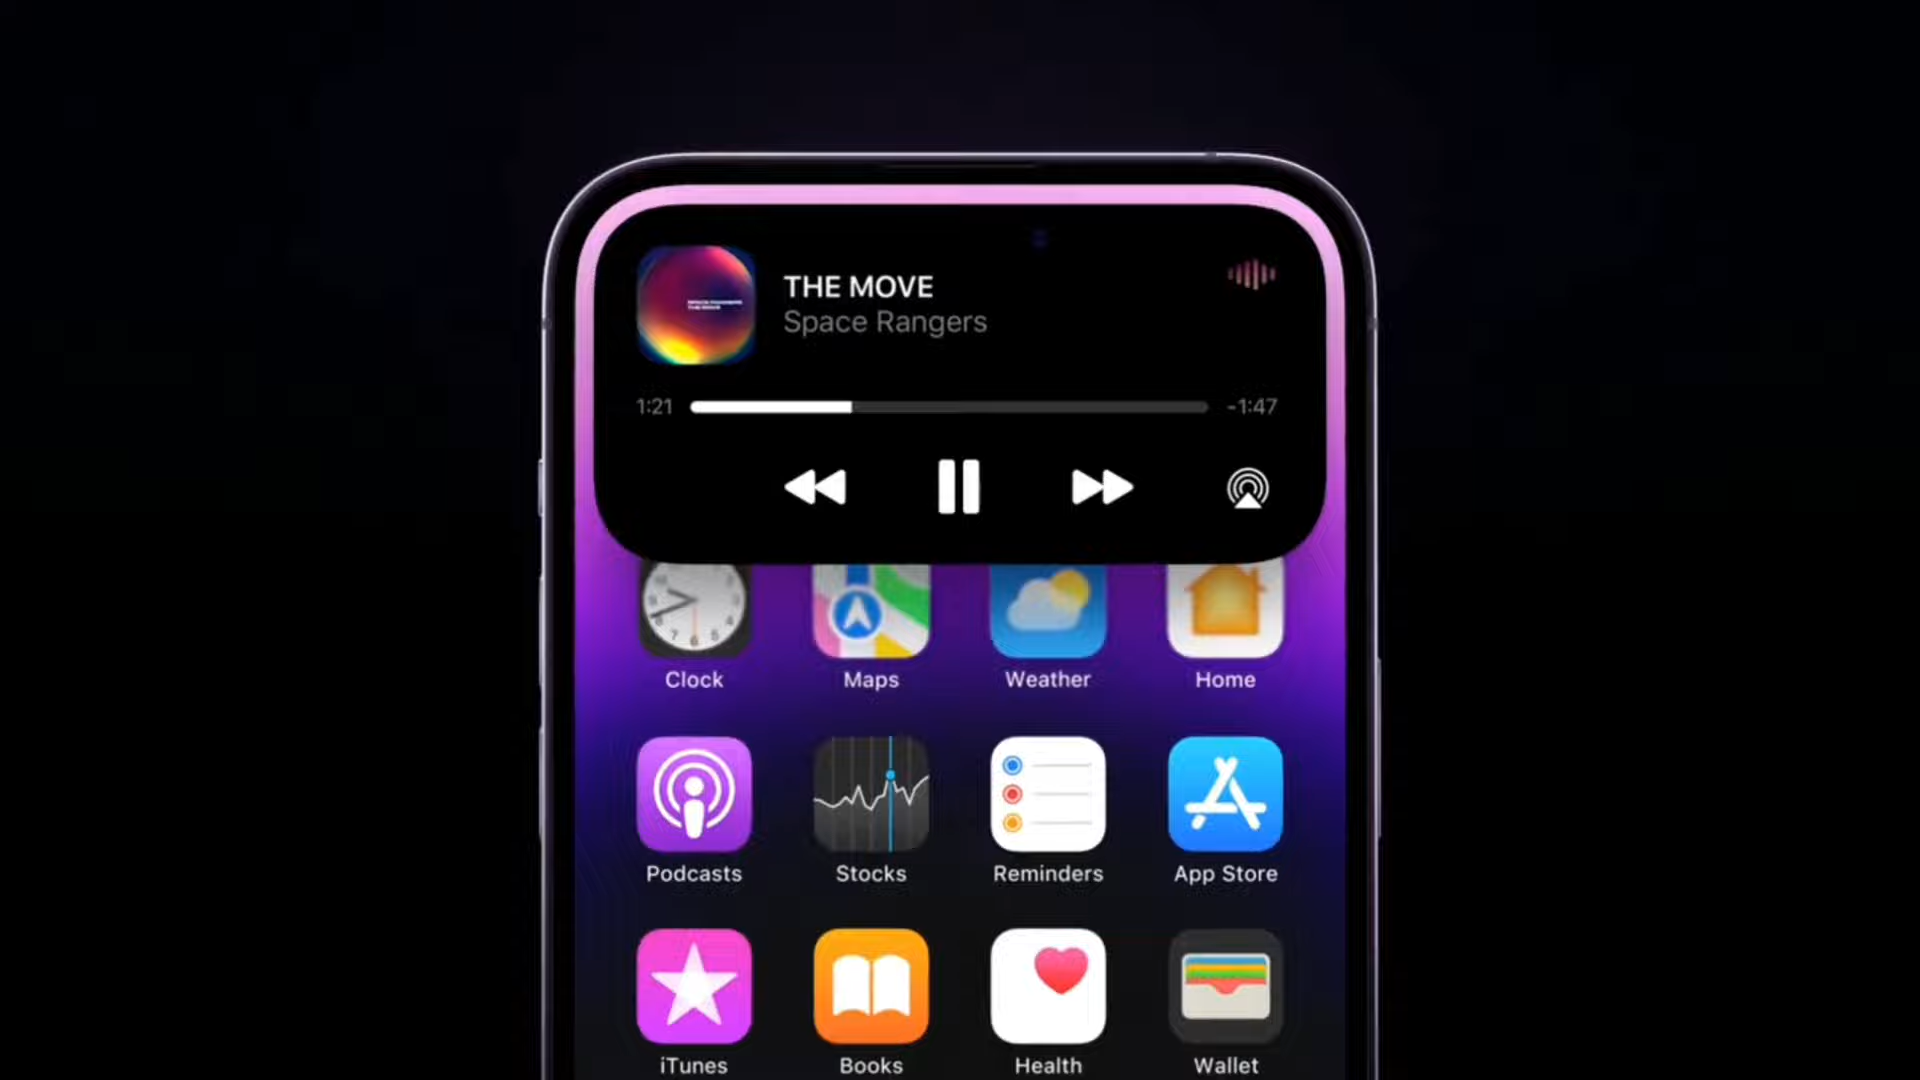 THE MOVE
Space Rangers
1:21 -1:47
Clock Maps Weather Home
Podcasts Stocks Reminders App Store
iTunes Books Health Wallet